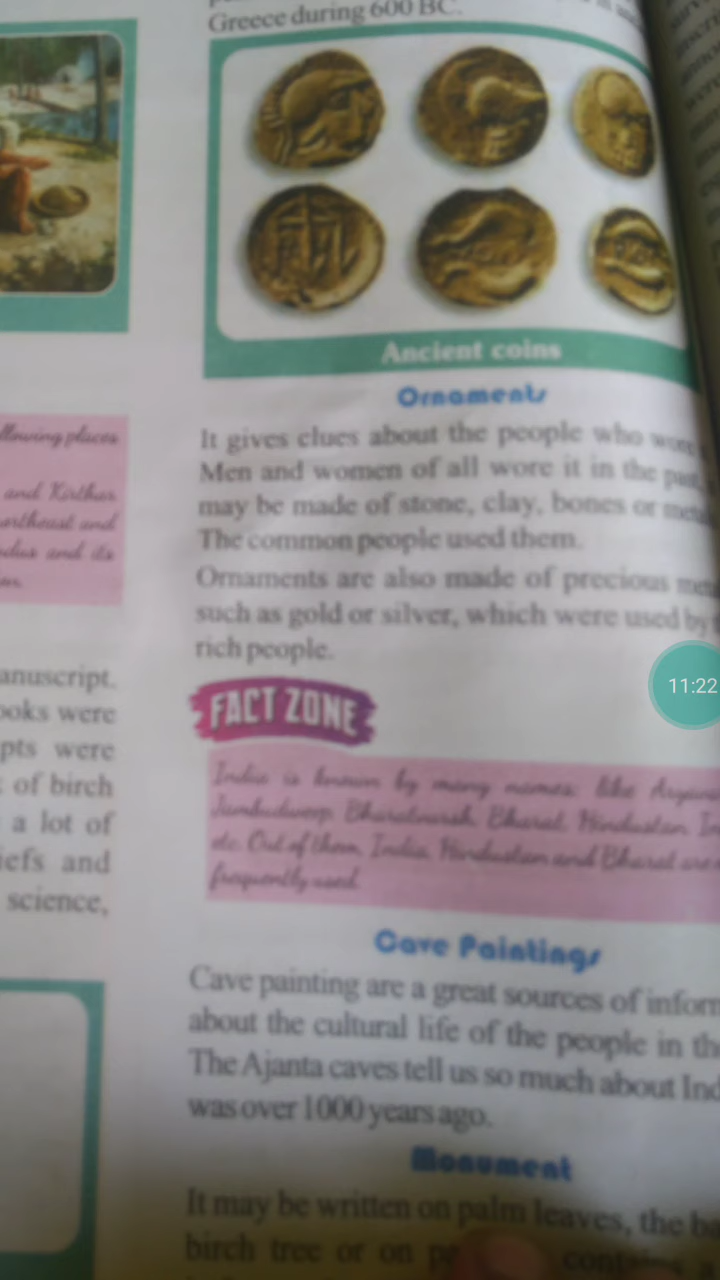 Greece during 600 BC.
Ancient coins
Ornaments
It gives clues about the people who wore
Men and women of all wore it in the past,
may be made of stone, clay, bones or
The common people used them.
Ornaments are also made of precious
such as gold or silver, which were used by
rich people.
FACT ZONE
India is known by many names like
Jambudweep, Bharatvarsh, Bharat, Hindustan,
etc. Out of them, India, Hindustan and Bharat are
frequently used.
Cave Paintings
Cave painting are a great sources of inform
about the cultural life of the people in
The Ajanta caves tell us so much about Ind
was over 1000 years ago.
Monument
It may be written on palm leaves, the
birch tree or on
llowing places
and Kirthar
ortheast and
and its
anuscript.
ooks were
pts were
of birch
a lot of
iefs and
science,
11:22